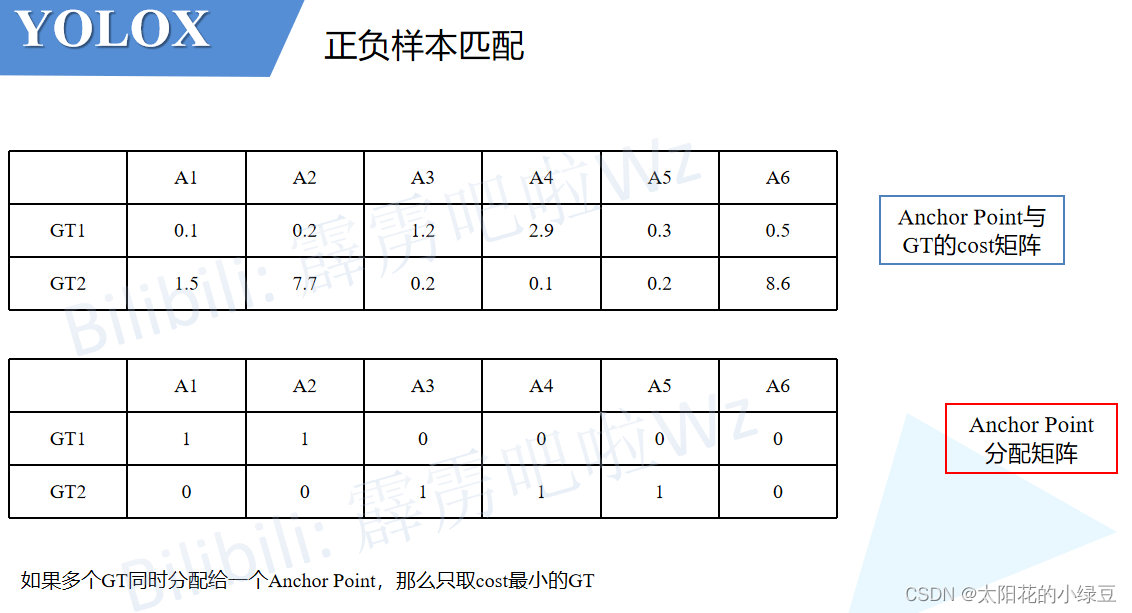 YOLOX
正负样本匹配
A1 A2 A3 A4 A5 A6
GT1 0.1 0.2 1.2 2.9 0.3 0.5
GT2 1.5 7.7 0.2 0.1 0.2 8.6
Anchor Point与
GT的cost矩阵
A1 A2 A3 A4 A5 A6
GT1 1 1 0 0 0 0
GT2 0 0 1 1 1 0
Anchor Point
分配矩阵
如果多个GT同时分配给一个Anchor Point，那么只取cost最小的GT
Bilibili: 霹雳吧啦Wz
Bilibili: 霹雳吧啦Wz
CSDN @太阳花的小绿豆